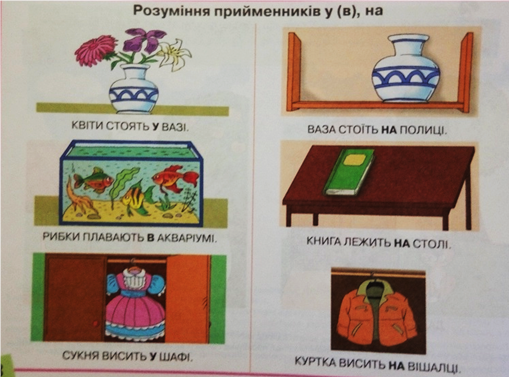 Розуміння прийменників у (в), на
КВІТИ СТОЯТЬ У ВАЗІ.
ВАЗА СТОЇТЬ НА ПОЛИЦІ.
РИБКИ ПЛАВАЮТЬ В АКВАРІУМІ.
КНИГА ЛЕЖИТЬ НА СТОЛІ.
СУКНЯ ВИСИТЬ У ШАФІ.
КУРТКА ВИСИТЬ НА ВІШАЛЦІ.